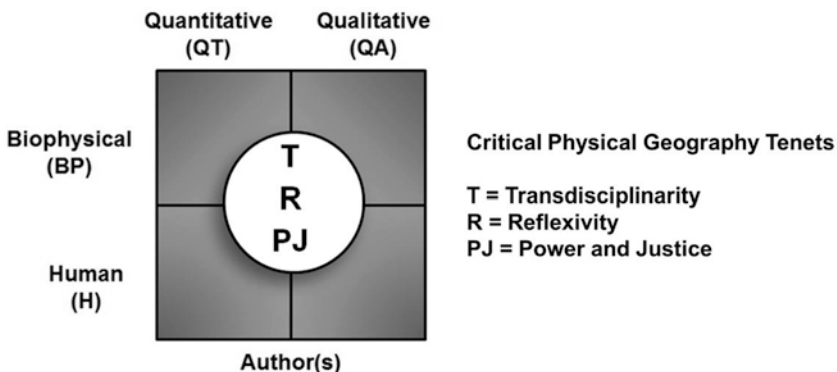 Quantitative
(QT)
Qualitative
(QA)
Biophysical
(BP)
Human
(H)
T
R
PJ
Author(s)
Critical Physical Geography Tenets
T = Transdisciplinarity
R = Reflexivity
PJ = Power and Justice